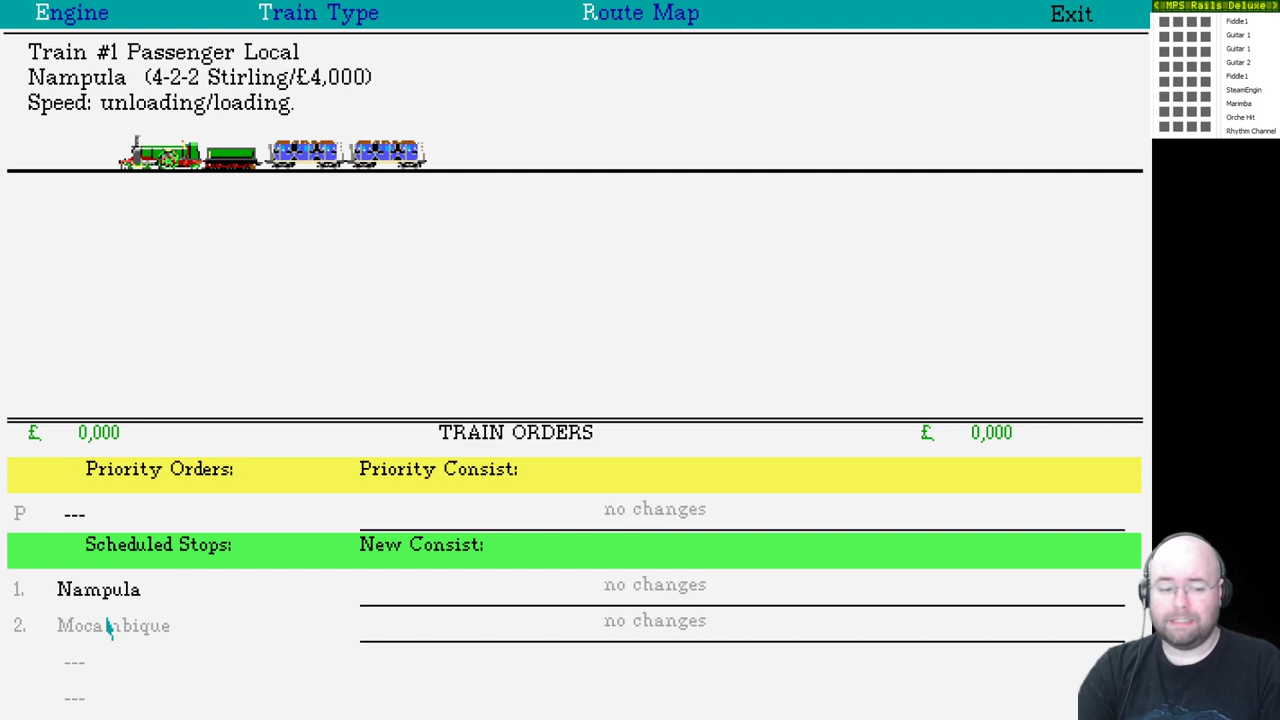 Engine Train Type Route Map Exit
Train #1 Passenger Local
Nampula (4-2-2 Stirling/£4,000)
Speed: unloading/loading.
£ 0,000 TRAIN ORDERS £ 0,000
Priority Orders: Priority Consist:
P --- no changes
Scheduled Stops: New Consist:
1. Nampula no changes
2. Mocambique no changes
---
---
< MPS Rails Deluxe >
Fiddle1
Guitar 1
Guitar 1
Guitar 2
Fiddle1
SteamEngin
Marimba
Orche Hit
Rhythm Channel